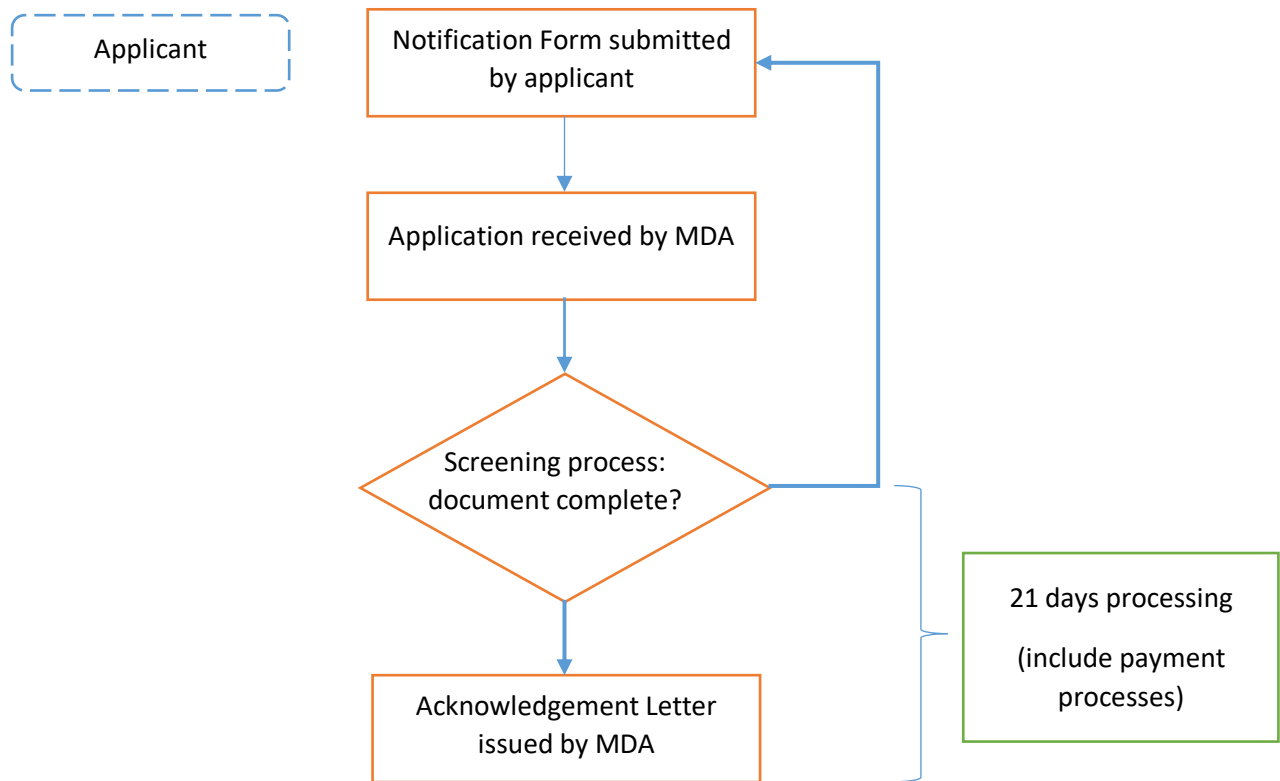 Applicant
Notification Form submitted
by applicant
Application received by MDA
Screening process:
document complete?
21 days processing
(include payment
processes)
Acknowledgement Letter
issued by MDA